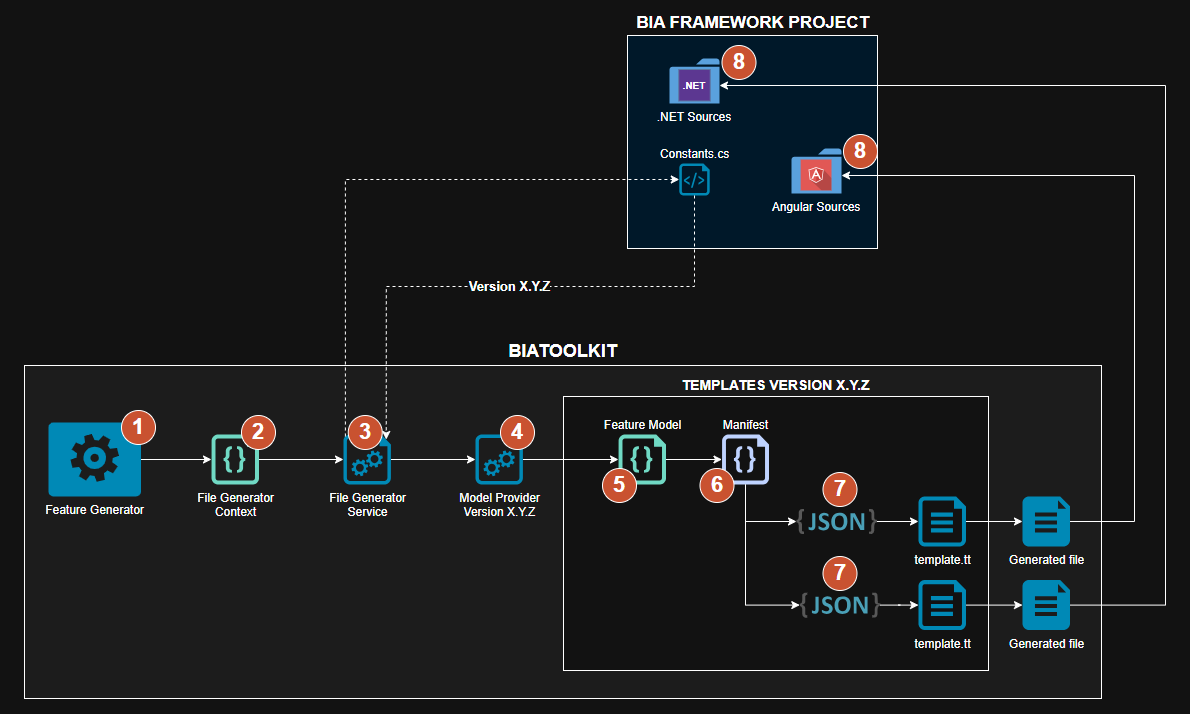 BIA FRAMEWORK PROJECT
8
.NET
.NET Sources
Constants.cs
</>
8
A
Angular Sources
Version X.Y.Z
BIATOOLKIT
TEMPLATES VERSION X.Y.Z
1
Feature Generator
2
{}
File Generator
Context
3
File Generator
Service
4
Model Provider
Version X.Y.Z
Feature Model
{}
5
Manifest
{}
6
7
{JSON}
template.tt
Generated file
7
{JSON}
template.tt
Generated file